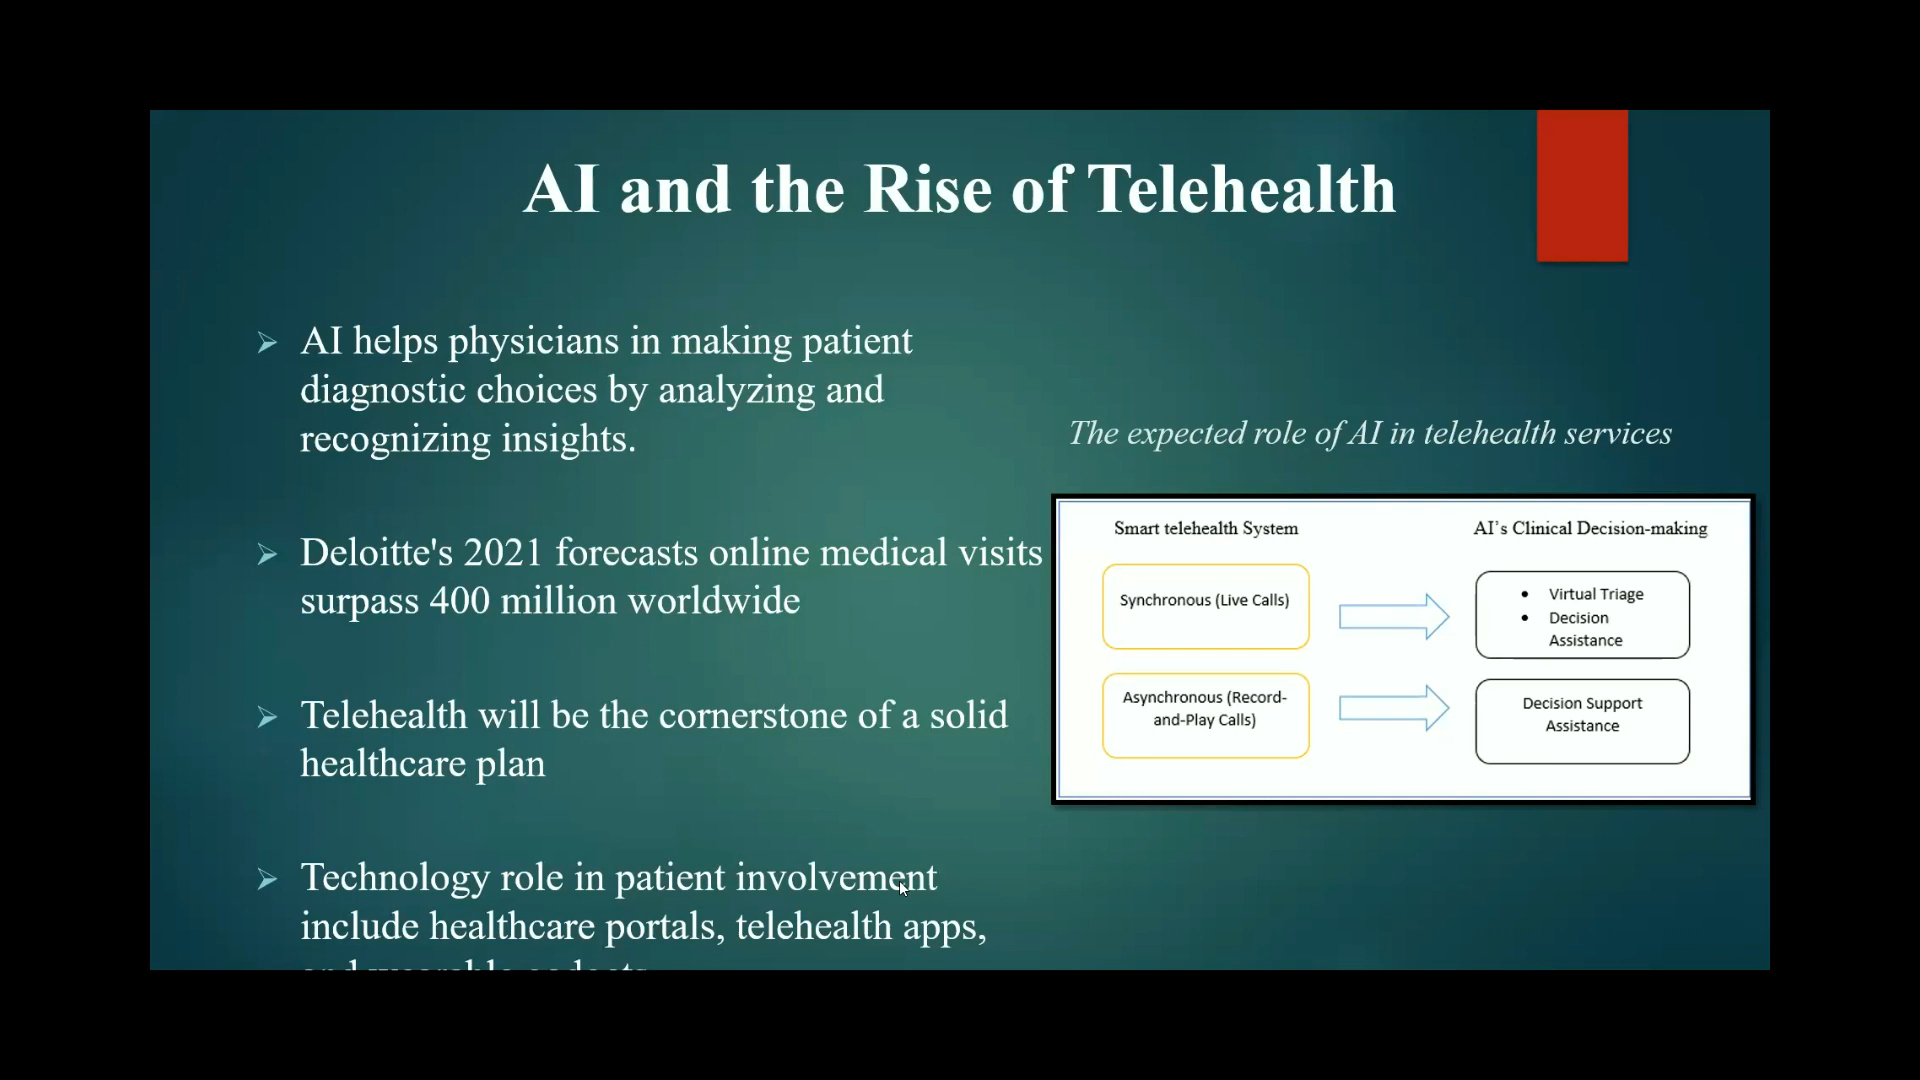 AI and the Rise of Telehealth
AI helps physicians in making patient
diagnostic choices by analyzing and
recognizing insights.
Deloitte's 2021 forecasts online medical visits
surpass 400 million worldwide
Telehealth will be the cornerstone of a solid
healthcare plan
Technology role in patient involvement
include healthcare portals, telehealth apps,
and wearable
The expected role of AI in telehealth services
Smart telehealth System
AI's Clinical Decision-making
Synchronous (Live Calls)
• Virtual Triage
• Decision
Assistance
Asynchronous (Record-
and-Play Calls)
Decision Support
Assistance